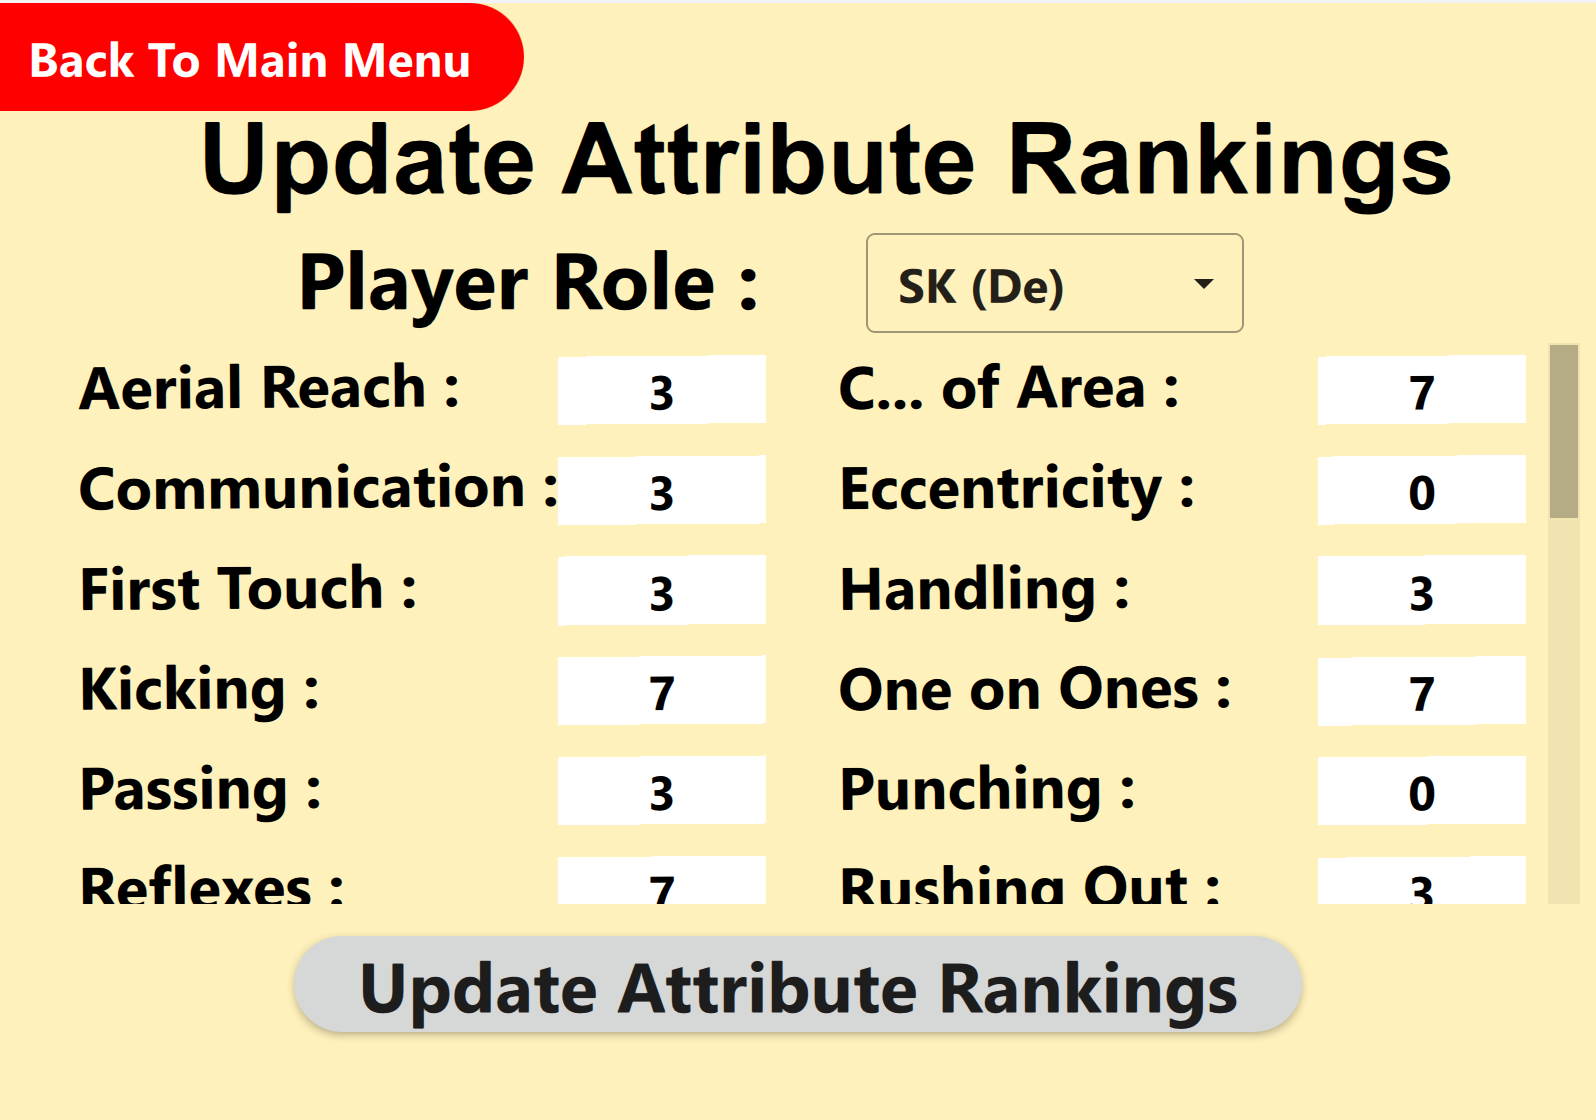 Back To Main Menu
Update Attribute Rankings
Player Role :
SK (De)
Aerial Reach : 3 C... of Area : 7
Communication : 3 Eccentricity : 0
First Touch : 3 Handling : 3
Kicking : 7 One on Ones : 7
Passing : 3 Punching : 0
Reflexes : 7 Rushing Out : 3
Update Attribute Rankings